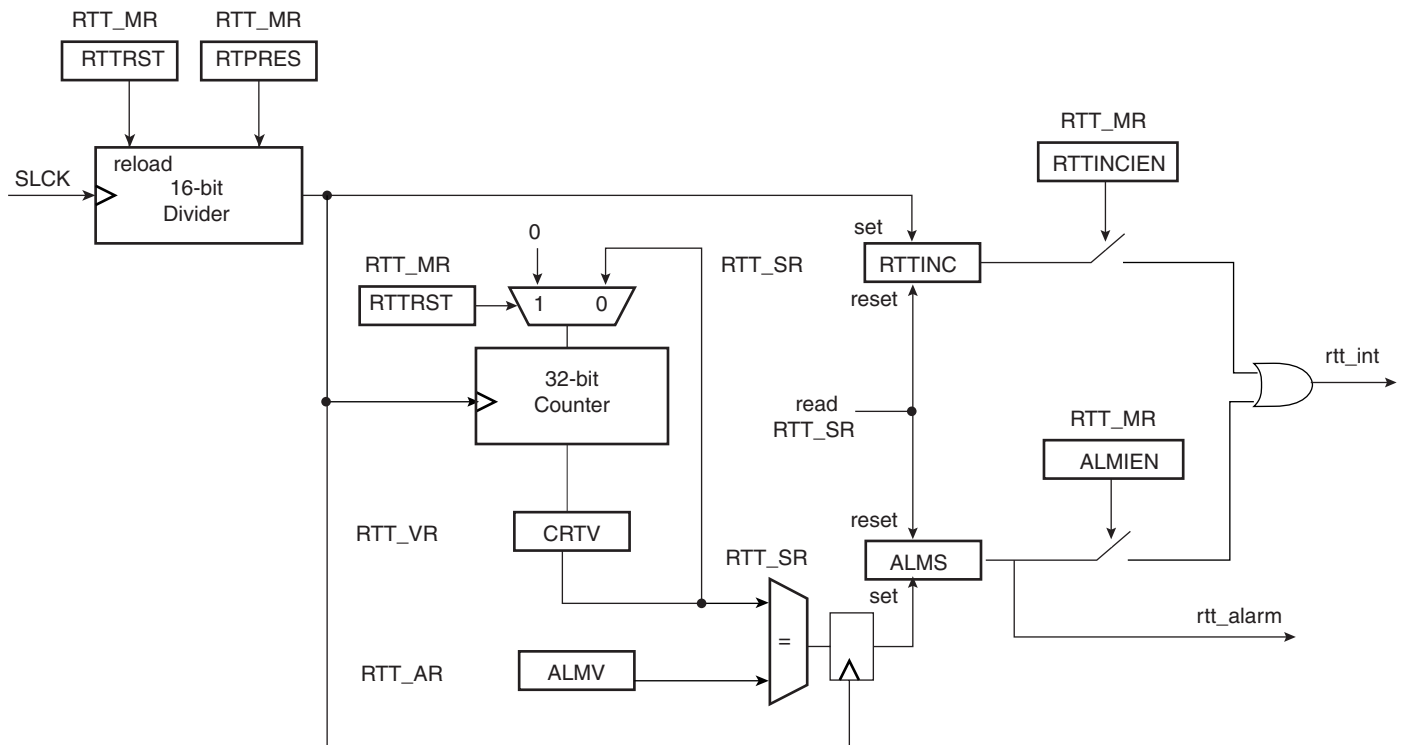 RTT_MR
RTT_MR
RTTRST
RTPRES
SLCK
reload
16-bit
Divider
RTT_MR
RTTINCIEN
0
set
RTT_MR
RTT_SR
RTTINC
RTTRST
1
0
reset
32-bit
Counter
rtt_int
read
RTT_SR
RTT_MR
ALMIEN
reset
RTT_VR
CRTV
RTT_SR
ALMS
set
rtt_alarm
=
RTT_AR
ALMV